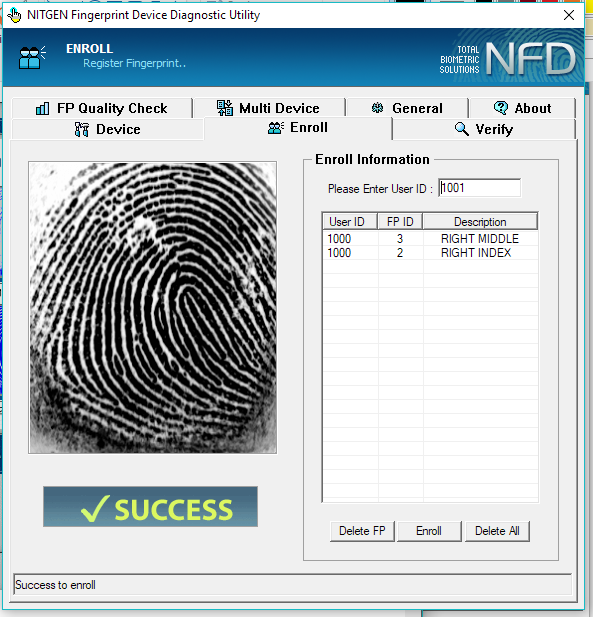 NITGEN Fingerprint Device Diagnostic Utility
ENROLL
Register Fingerprint..
TOTAL
BIOMETRIC
SOLUTIONS
NFD
FP Quality Check
Multi Device
General
About
Device
Enroll
Verify
Enroll Information
Please Enter User ID : 1001
User ID FP ID Description
1000 3 RIGHT MIDDLE
1000 2 RIGHT INDEX
SUCCESS
Delete FP Enroll Delete All
Success to enroll